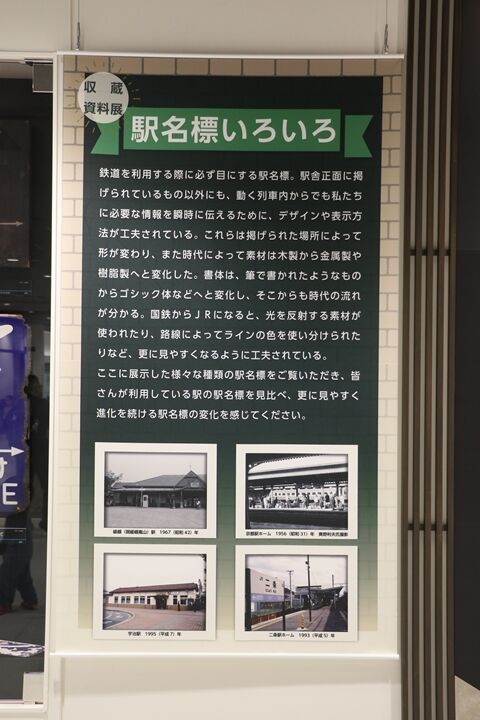 収蔵
資料展
駅名標いろいろ
鉄道を利用する際に必ず目にする駅名標。駅舎正面に掲
げられているもの以外にも、動く列車内からでも私たち
に必要な情報を瞬時に伝えるために、デザインや表示方
法が工夫されている。これらは掲げられた場所によって
形が変わり、また時代によって素材は木製から金属製や
樹脂製へと変化した。書体は、筆で書かれたようなもの
からゴシック体などへと変化し、そこからも時代の流れ
が分かる。国鉄からＪＲになると、光を反射する素材が
使われたり、路線によってラインの色を使い分けられた
りなど、更に見やすくなるように工夫されている。
ここに展示した様々な種類の駅名標をご覧いただき、皆
さんが利用している駅の駅名標を見比べ、更に見やすく
進化を続ける駅名標の変化を感じてください。
嵯峨（現嵯峨嵐山）駅 1967（昭和42）年
京都駅ホーム 1956（昭和31）年
宇治駅 1995（平成7）年
二条
二条駅ホーム 1993（平成5）年
E